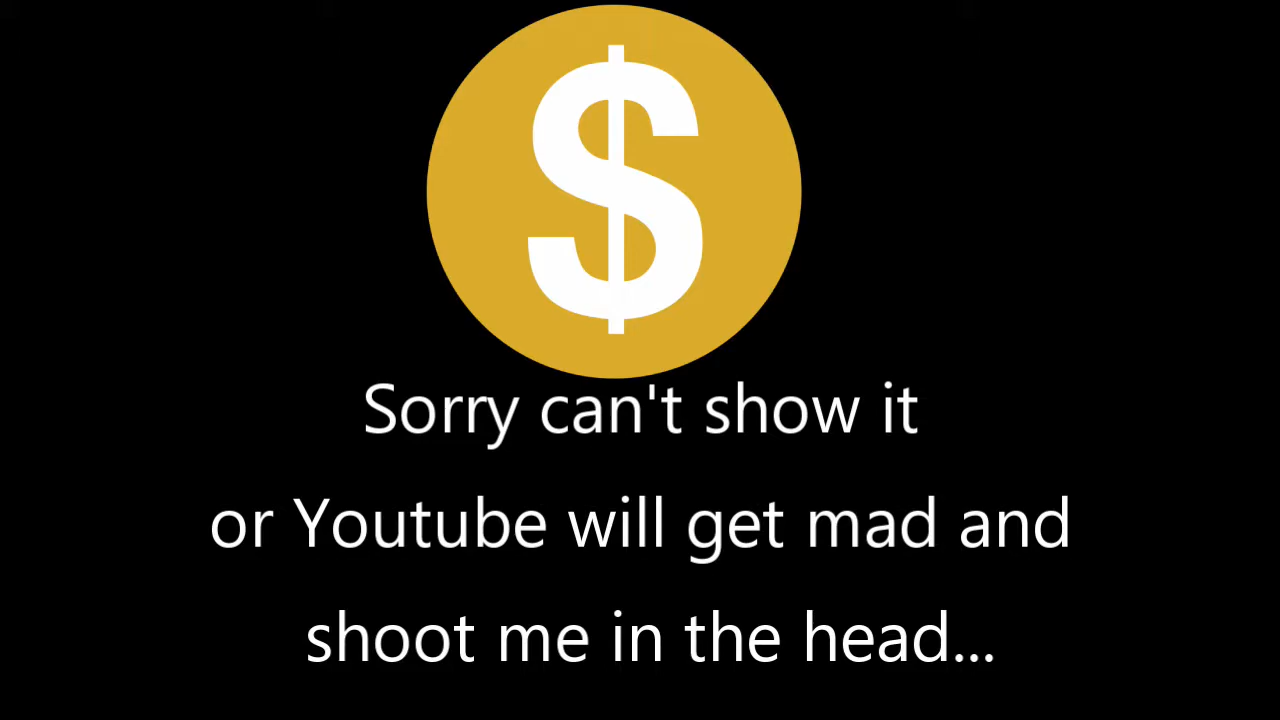 $
Sorry can't show it
or Youtube will get mad and
shoot me in the head...